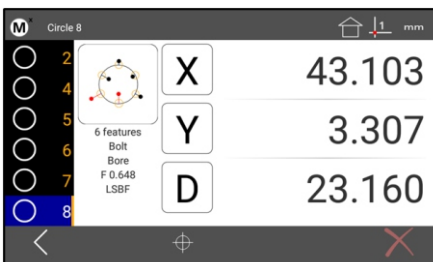 M Circle 8 1 mm
2
4
5
6
7
8
6 features
Bolt
Bore
F 0.648
LSBF
X 43.103
Y 3.307
D 23.160